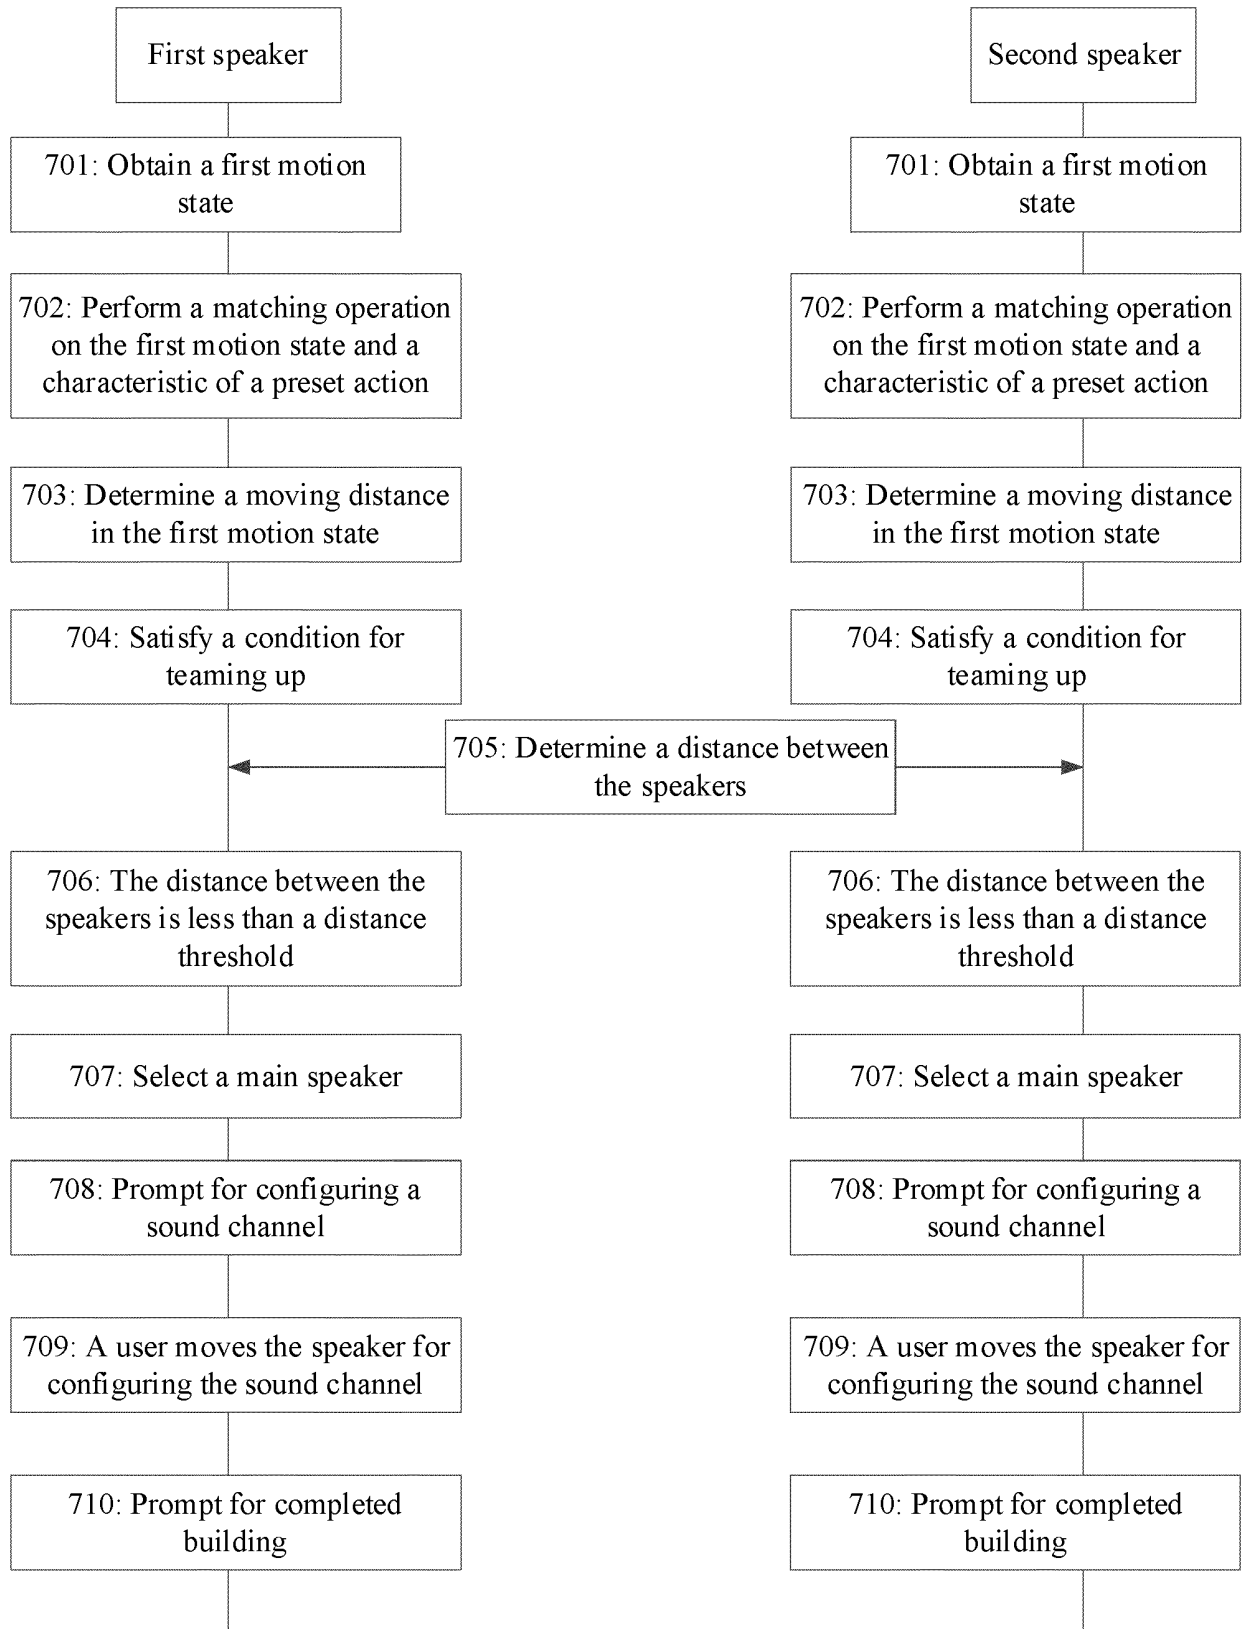 First speaker
Second speaker
701: Obtain a first motion
state
701: Obtain a first motion
state
702: Perform a matching operation
on the first motion state and a
characteristic of a preset action
702: Perform a matching operation
on the first motion state and a
characteristic of a preset action
703: Determine a moving distance
in the first motion state
703: Determine a moving distance
in the first motion state
704: Satisfy a condition for
teaming up
704: Satisfy a condition for
teaming up
705: Determine a distance between
the speakers
706: The distance between the
speakers is less than a distance
threshold
706: The distance between the
speakers is less than a distance
threshold
707: Select a main speaker
707: Select a main speaker
708: Prompt for configuring a
sound channel
708: Prompt for configuring a
sound channel
709: A user moves the speaker for
configuring the sound channel
709: A user moves the speaker for
configuring the sound channel
710: Prompt for completed
building
710: Prompt for completed
building